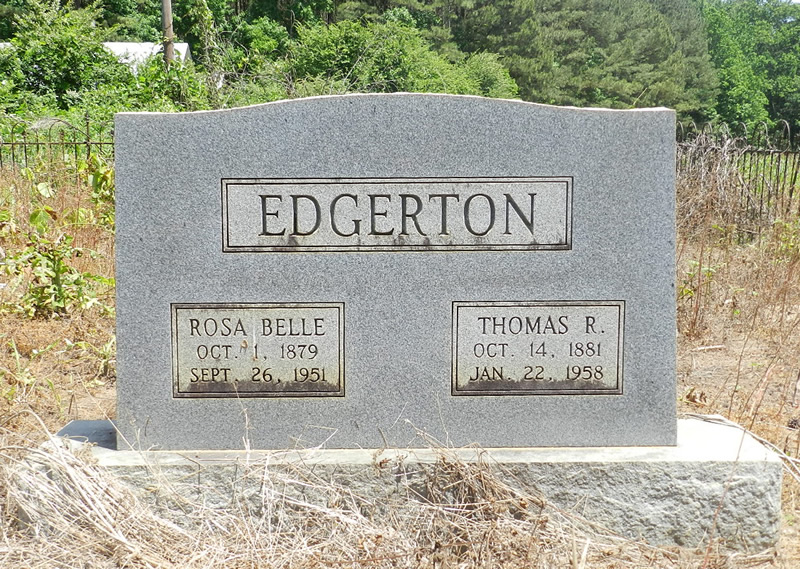 EDGERTON
ROSA BELLE
OCT. 1, 1879
SEPT. 26, 1951
THOMAS R.
OCT. 14, 1881
JAN. 22, 1958